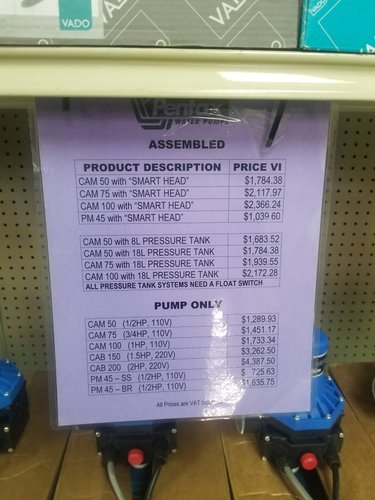 VADO
VADO
VADO
Pentax
WATER PUMPS
ASSEMBLED
PRODUCT DESCRIPTION PRICE VI
CAM 50 with "SMART HEAD" $1,784.38
CAM 75 with "SMART HEAD" $2,117.97
CAM 100 with "SMART HEAD" $2,366.24
PM 45 with "SMART HEAD" $1,039.60
CAM 50 with 8L PRESSURE TANK $1,683.52
CAM 50 with 18L PRESSURE TANK $1,784.38
CAM 75 with 18L PRESSURE TANK $1,939.55
CAM 100 with 18L PRESSURE TANK $2,172.28
ALL PRESSURE TANK SYSTEMS NEED A FLOAT SWITCH
PUMP ONLY
CAM 50 (1/2HP, 110V) $1,289.93
CAM 75 (3/4HP, 110V) $1,451.17
CAM 100 (1HP, 110V) $1,733.34
CAB 150 (1.5HP, 220V) $3,262.50
CAB 200 (2HP, 220V) $4,387.50
PM 45 – SS (1/2HP, 110V) $ 725.63
PM 45 – BR (1/2HP, 110V) $1,635.75
All Prices are VAT